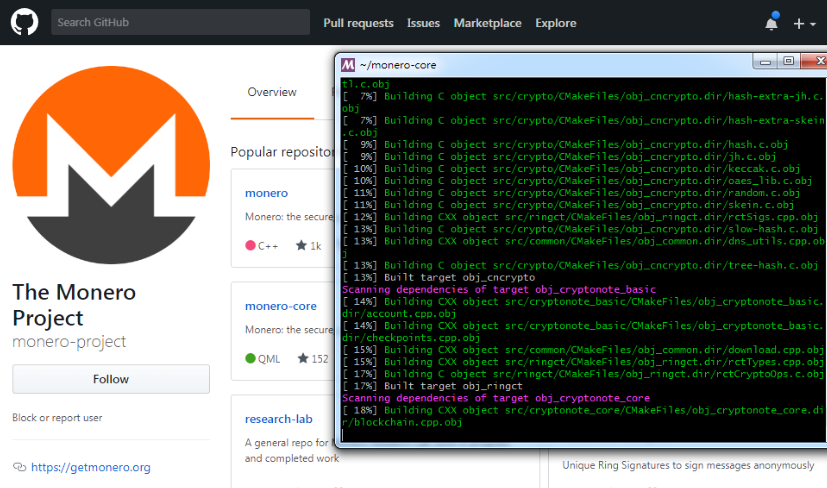 Search GitHub
Pull requests Issues Marketplace Explore
~/monero-core
Overview
Popular repositor
monero
Monero: the secure,
C++ 1k
monero-core
Monero: the secure
QML 152
research-lab
A general repo for M
and completed work
Unique Ring Signatures to sign messages anonymously
The Monero
Project
monero-project
Follow
Block or report user
https://getmonero.org
tl.c.obj
[ 7%] Building C object src/crypto/CMakeFiles/obj_cncrypto.dir/hash-extra-jh.c.
obj
[ 7%] Building C object src/crypto/CMakeFiles/obj_cncrypto.dir/hash-extra-skein
.c.obj
[ 9%] Building C object src/crypto/CMakeFiles/obj_cncrypto.dir/hash.c.obj
[ 9%] Building C object src/crypto/CMakeFiles/obj_cncrypto.dir/jh.c.obj
[ 10%] Building C object src/crypto/CMakeFiles/obj_cncrypto.dir/keccak.c.obj
[ 10%] Building C object src/crypto/CMakeFiles/obj_cncrypto.dir/oaes_lib.c.obj
[ 11%] Building C object src/crypto/CMakeFiles/obj_cncrypto.dir/random.c.obj
[ 11%] Building C object src/crypto/CMakeFiles/obj_cncrypto.dir/skein.c.obj
[ 12%] Building CXX object src/ringct/CMakeFiles/obj_ringct.dir/rctSigs.cpp.obj
[ 13%] Building C object src/crypto/CMakeFiles/obj_cncrypto.dir/slow-hash.c.obj
[ 13%] Building CXX object src/common/CMakeFiles/obj_common.dir/dns_utils.cpp.ob
j
[ 13%] Building C object src/crypto/CMakeFiles/obj_cncrypto.dir/tree-hash.c.obj
[ 13%] Built target obj_cncrypto
Scanning dependencies of target obj_cryptonote_basic
[ 14%] Building CXX object src/cryptonote_basic/CMakeFiles/obj_cryptonote_basic.
dir/account.cpp.obj
[ 14%] Building CXX object src/cryptonote_basic/CMakeFiles/obj_cryptonote_basic.
dir/checkpoints.cpp.obj
[ 15%] Building CXX object src/common/CMakeFiles/obj_common.dir/download.cpp.obj
[ 15%] Building CXX object src/ringct/CMakeFiles/obj_ringct.dir/rctTypes.cpp.obj
[ 17%] Building C object src/ringct/CMakeFiles/obj_ringct.dir/rctCryptoOps.c.obj
[ 17%] Built target obj_ringct
Scanning dependencies of target obj_cryptonote_core
[ 18%] Building CXX object src/cryptonote_core/CMakeFiles/obj_cryptonote_core.di
r/blockchain.cpp.obj